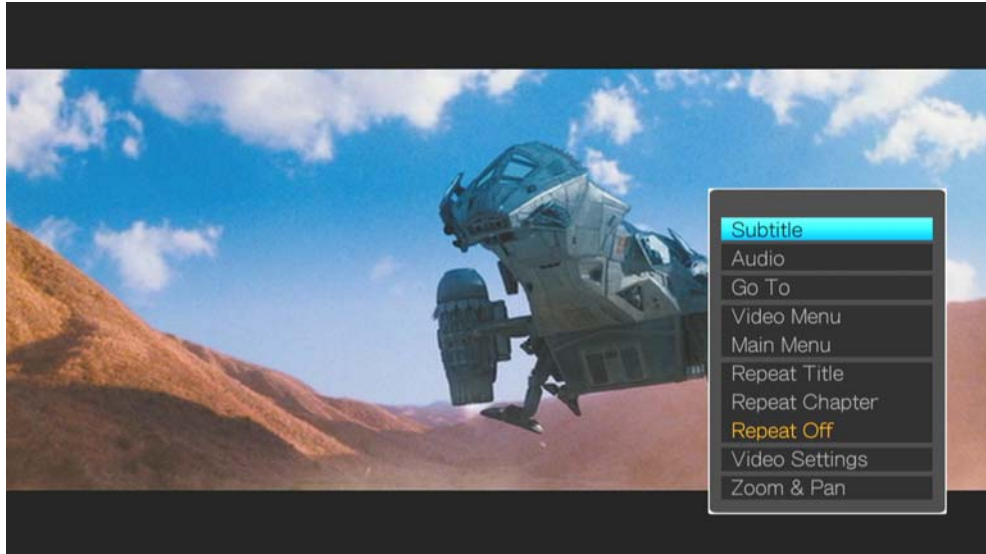 Subtitle
Audio
Go To
Video Menu
Main Menu
Repeat Title
Repeat Chapter
Repeat Off
Video Settings
Zoom & Pan